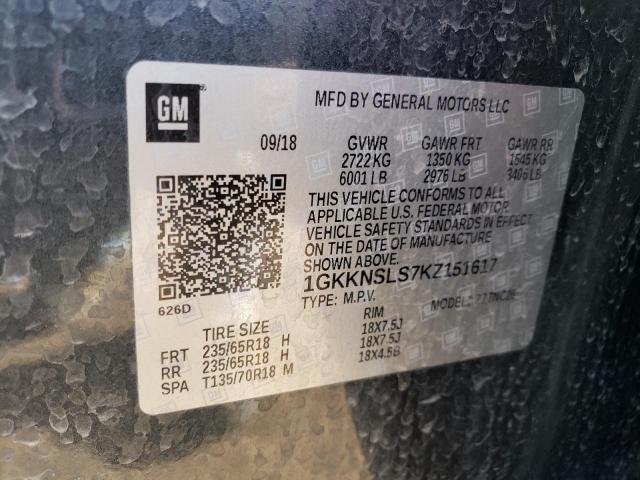 GM
MFD BY GENERAL MOTORS LLC
09/18 GVWR GAWR FRT GAWR RR
2722 KG 1350 KG 1545 KG
6001 LB 2976 LB 3406 LB
THIS VEHICLE CONFORMS TO ALL
APPLICABLE U.S. FEDERAL MOTOR
VEHICLE SAFETY STANDARDS IN EFFECT
ON THE DATE OF MANUFACTURE
SHOWN ABOVE.
1GKKNSLS7KZ151617
626D
TYPE: M.P.V. MODEL:
TIRE SIZE RIM
FRT 235/65R18 H 18X7.5J
RR 235/65R18 H 18X7.5J
SPA T135/70R18 M 18X4.5B